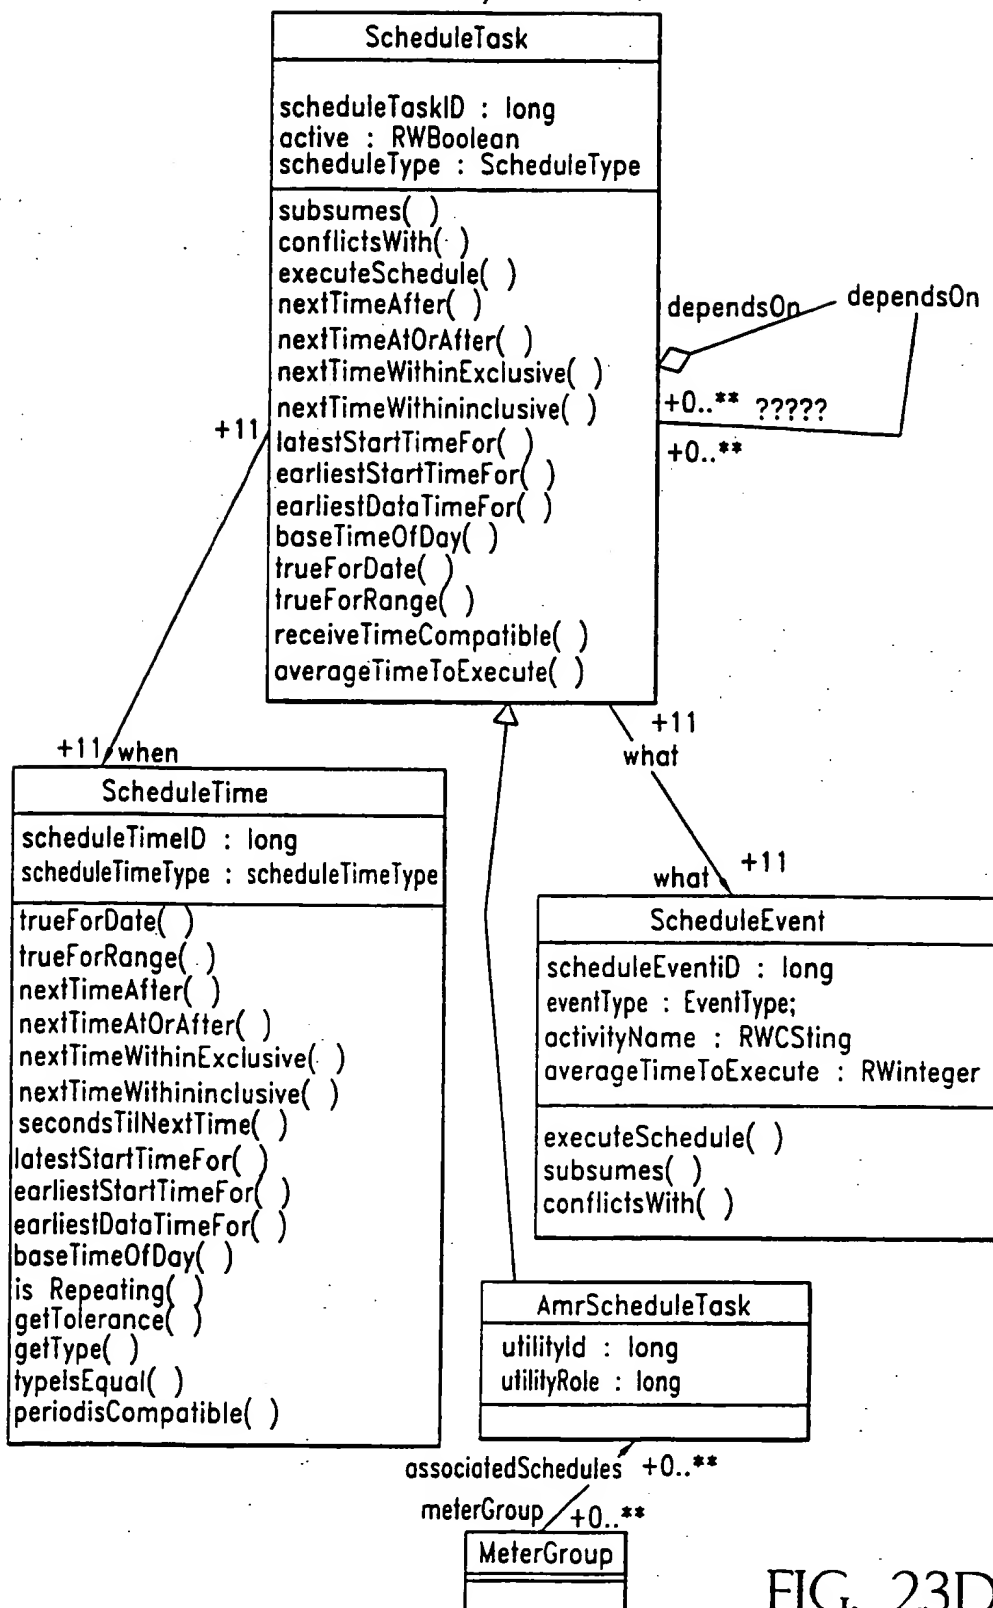 ScheduleTask
scheduleTaskID : long
active : RWBoolean
scheduleType : ScheduleType
subsumes( )
conflictsWith( )
executeSchedule( )
nextTimeAfter( )
nextTimeAtOrAfter( )
nextTimeWithinExclusive( )
nextTimeWithininclusive( )
latestStartTimeFor( )
earliestStartTimeFor( )
earliestDataTimeFor( )
baseTimeOfDay( )
trueForDate( )
trueForRange( )
receiveTimeCompatible( )
averageTimeToExecute( )
dependsOn
dependsOn
+0..** ?????
+0..**
+11
+11
when
+11
what
+11
what
ScheduleTime
scheduleTimeID : long
scheduleTimeType : scheduleTimeType
trueForDate( )
trueForRange( )
nextTimeAfter( )
nextTimeAtOrAfter( )
nextTimeWithinExclusive( )
nextTimeWithininclusive( )
secondsTilNextTime( )
latestStartTimeFor( )
earliestStartTimeFor( )
earliestDataTimeFor( )
baseTimeOfDay( )
is Repeating( )
getTolerance( )
getType( )
typeIsEqual( )
periodisCompatible( )
ScheduleEvent
scheduleEventiD : long
eventType : EventType;
activityName : RWCSting
averageTimeToExecute : RWinteger
executeSchedule( )
subsumes( )
conflictsWith( )
AmrScheduleTask
utilityId : long
utilityRole : long
associatedSchedules +0..**
meterGroup +0..**
MeterGroup
FIG. 23D